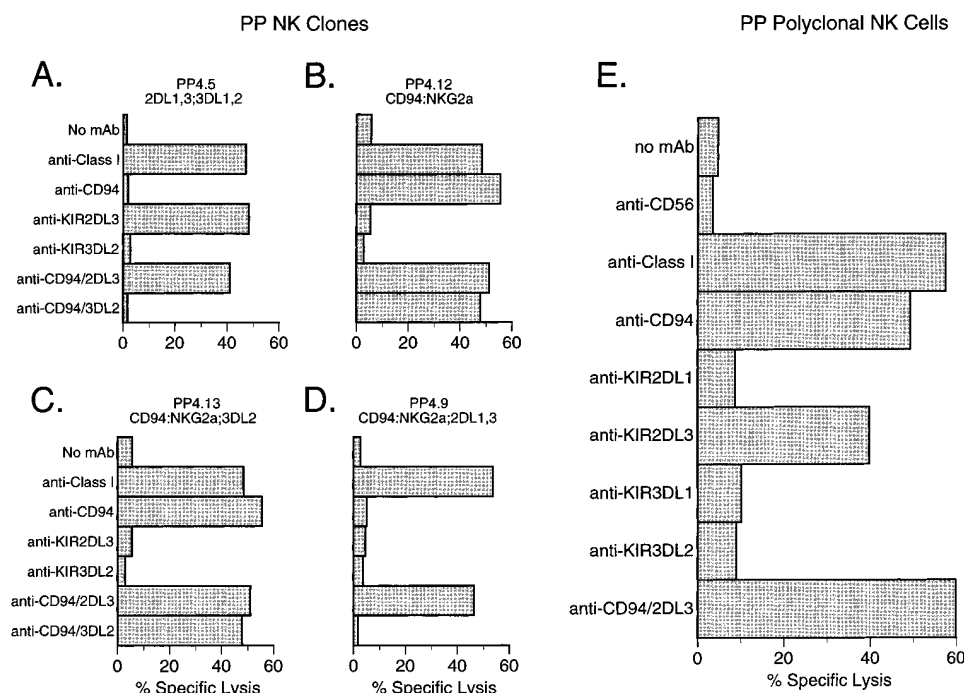 PP NK Clones
PP Polyclonal NK Cells
A.
PP4.5
2DL1,3;3DL1,2
No mAb
anti-Class I
anti-CD94
anti-KIR2DL3
anti-KIR3DL2
anti-CD94/2DL3
anti-CD94/3DL2
0 20 40 60
B.
PP4.12
CD94:NKG2a
0 20 40 60
C.
PP4.13
CD94:NKG2a;3DL2
No mAb
anti-Class I
anti-CD94
anti-KIR2DL3
anti-KIR3DL2
anti-CD94/2DL3
anti-CD94/3DL2
0 20 40 60
% Specific Lysis
D.
PP4.9
CD94:NKG2a;2DL1,3
0 20 40 60
% Specific Lysis
E.
no mAb
anti-CD56
anti-Class I
anti-CD94
anti-KIR2DL1
anti-KIR2DL3
anti-KIR3DL1
anti-KIR3DL2
anti-CD94/2DL3
0 20 40 60
% Specific Lysis